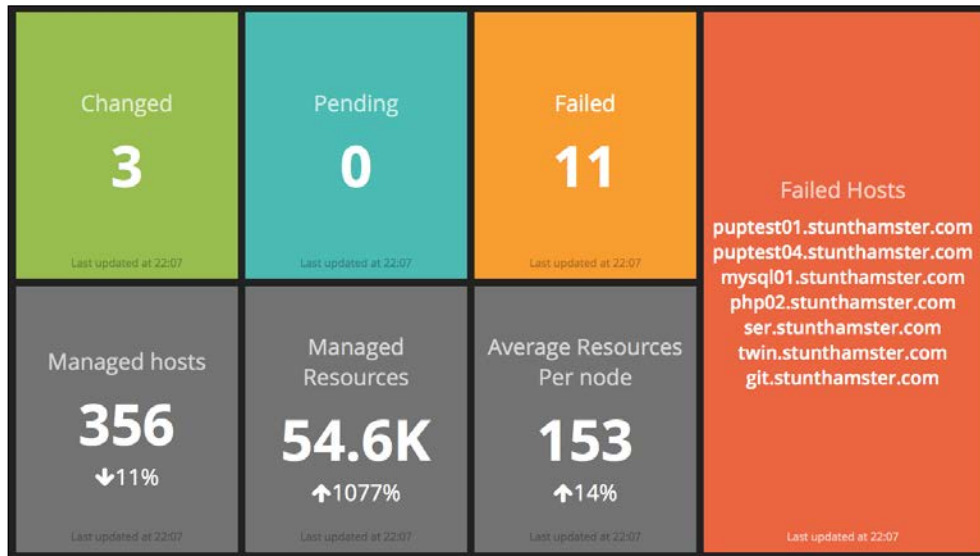 Changed
3
Last updated at 22:07
Pending
0
Last updated at 22:07
Failed
11
Last updated at 22:07
Failed Hosts
puptest01.stunthamster.com
puptest04.stunthamster.com
mysql01.stunthamster.com
php02.stunthamster.com
ser.stunthamster.com
twin.stunthamster.com
git.stunthamster.com
Last updated at 22:07
Managed hosts
356
↓11%
Last updated at 22:07
Managed
Resources
54.6K
↑1077%
Last updated at 22:07
Average Resources
Per node
153
↑14%
Last updated at 22:07